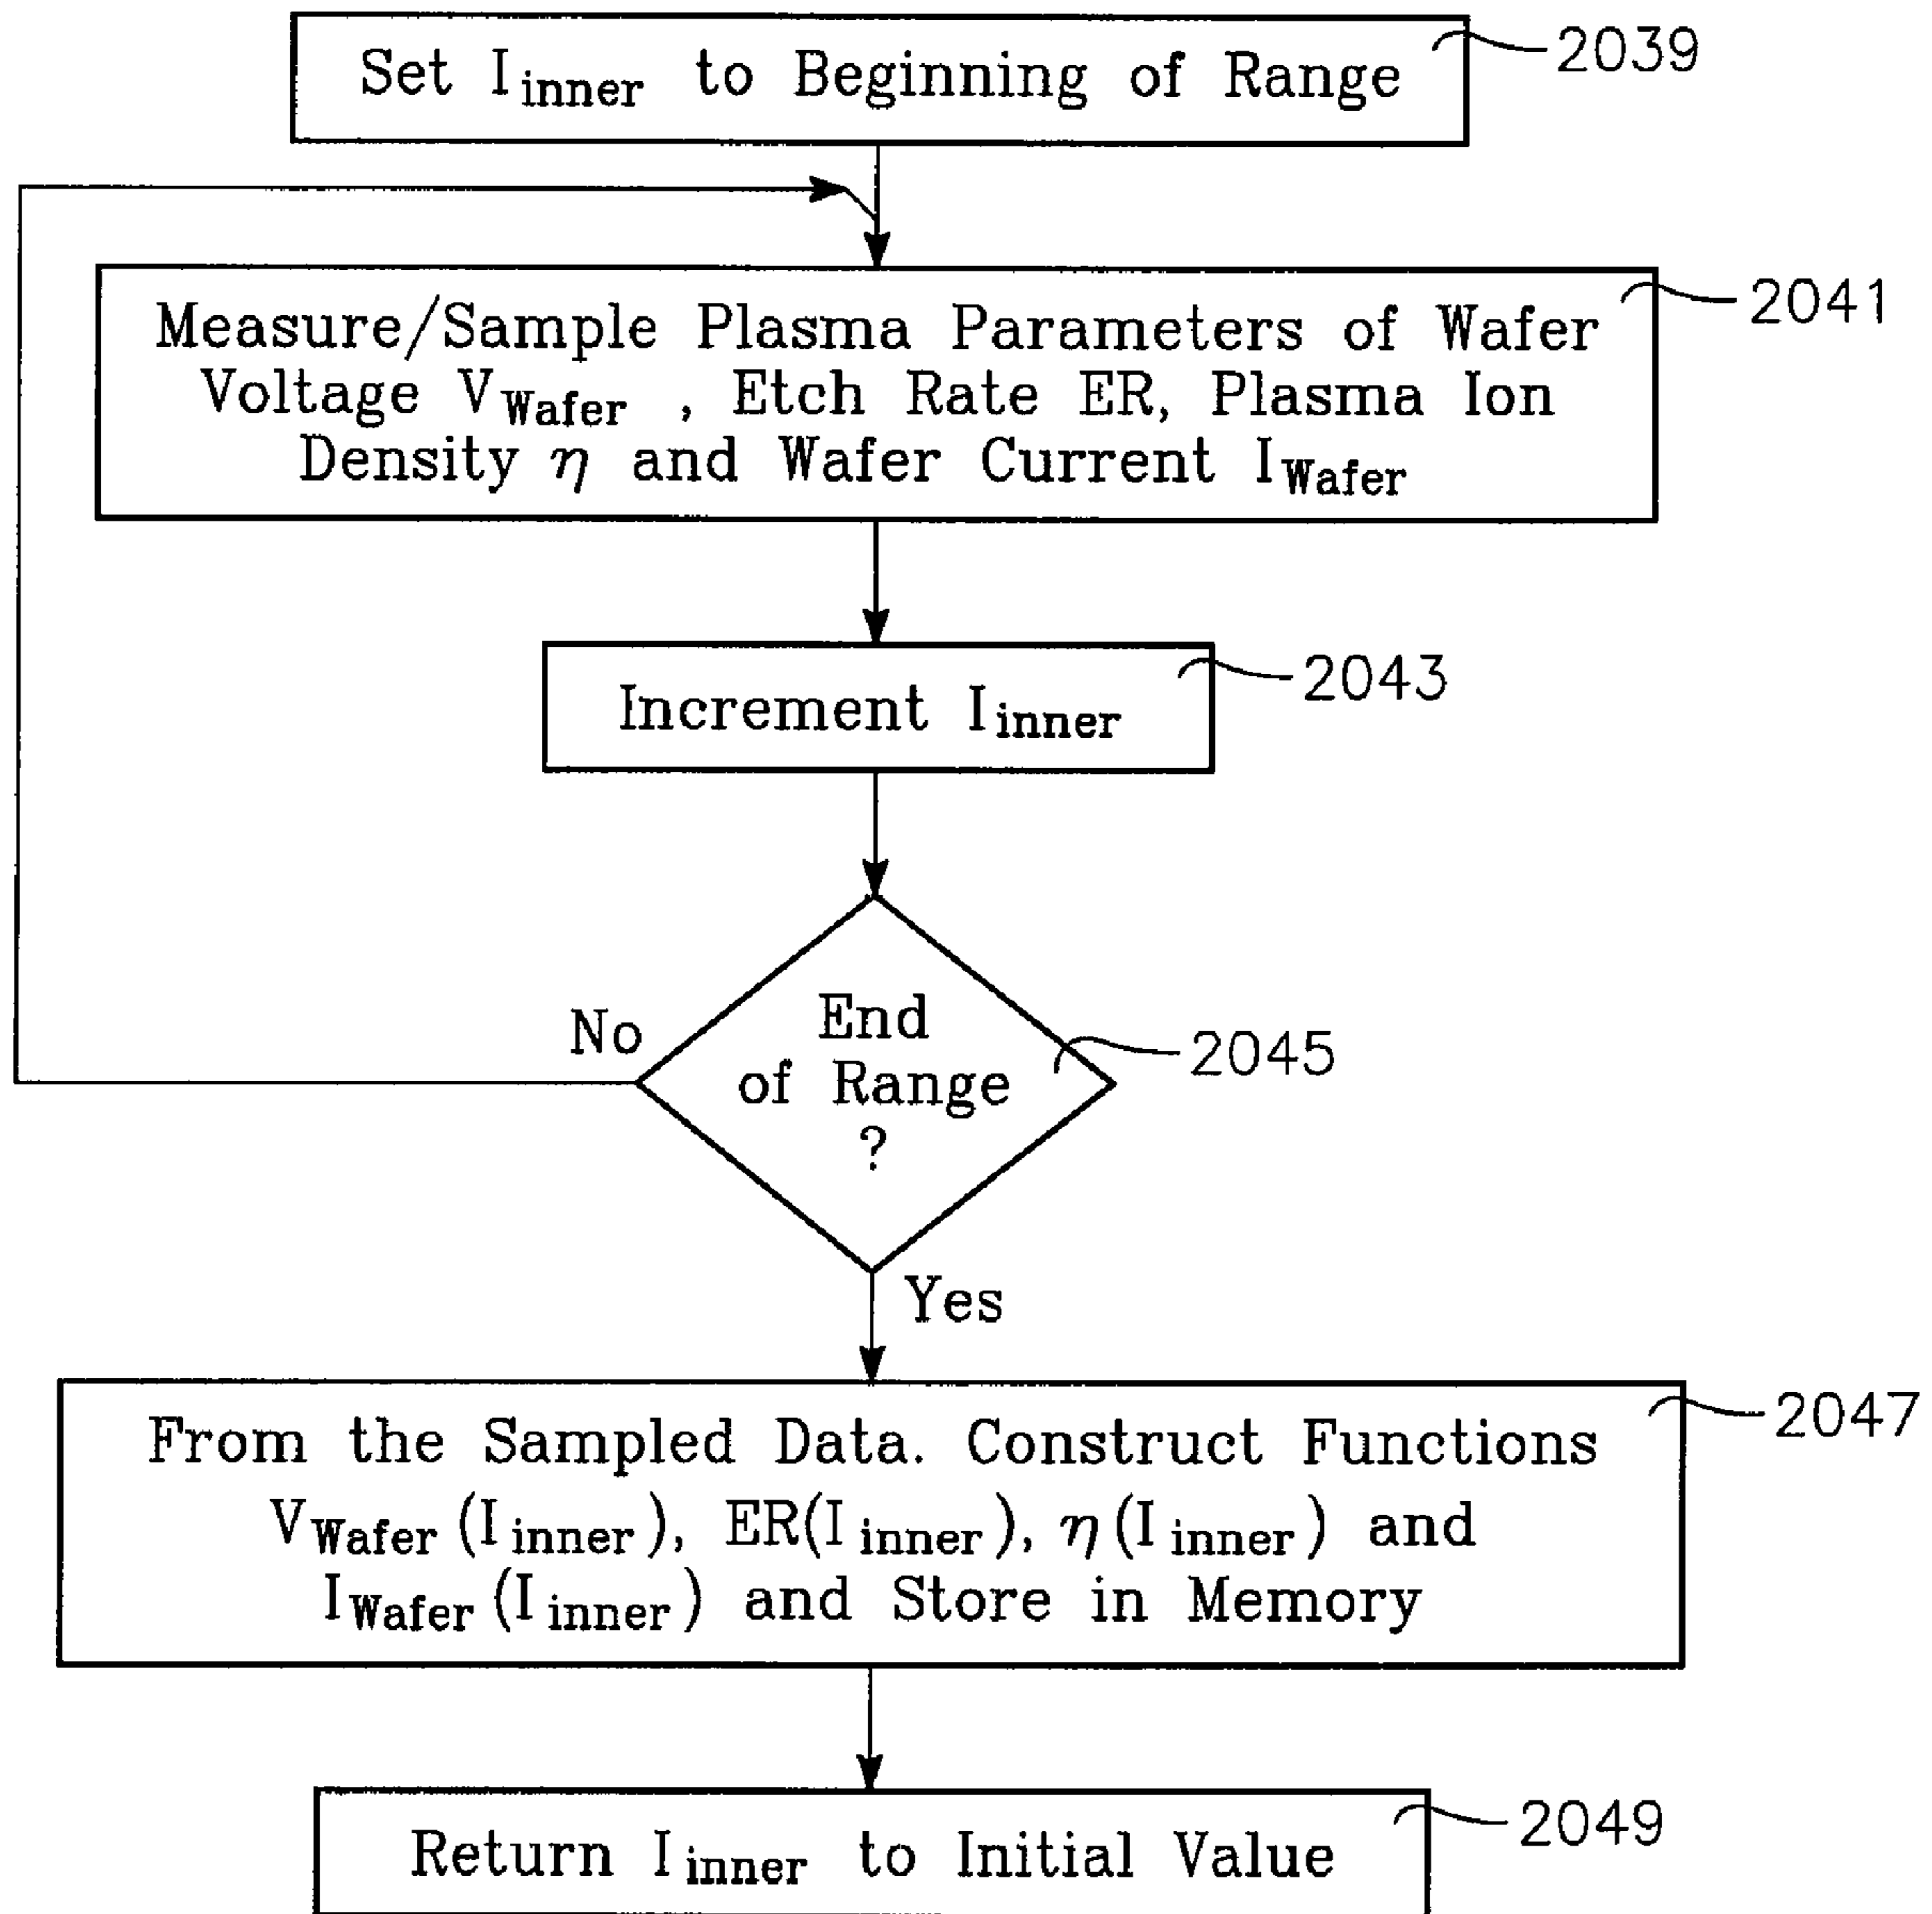 Set I inner to Beginning of Range
2039
Measure/Sample Plasma Parameters of Wafer
Voltage V Wafer , Etch Rate ER, Plasma Ion
Density η and Wafer Current I Wafer
2041
Increment I inner
2043
End
of Range
?
2045
No
Yes
From the Sampled Data. Construct Functions
V Wafer (I inner), ER(I inner), η(I inner) and
I Wafer (I inner) and Store in Memory
2047
Return I inner to Initial Value
2049